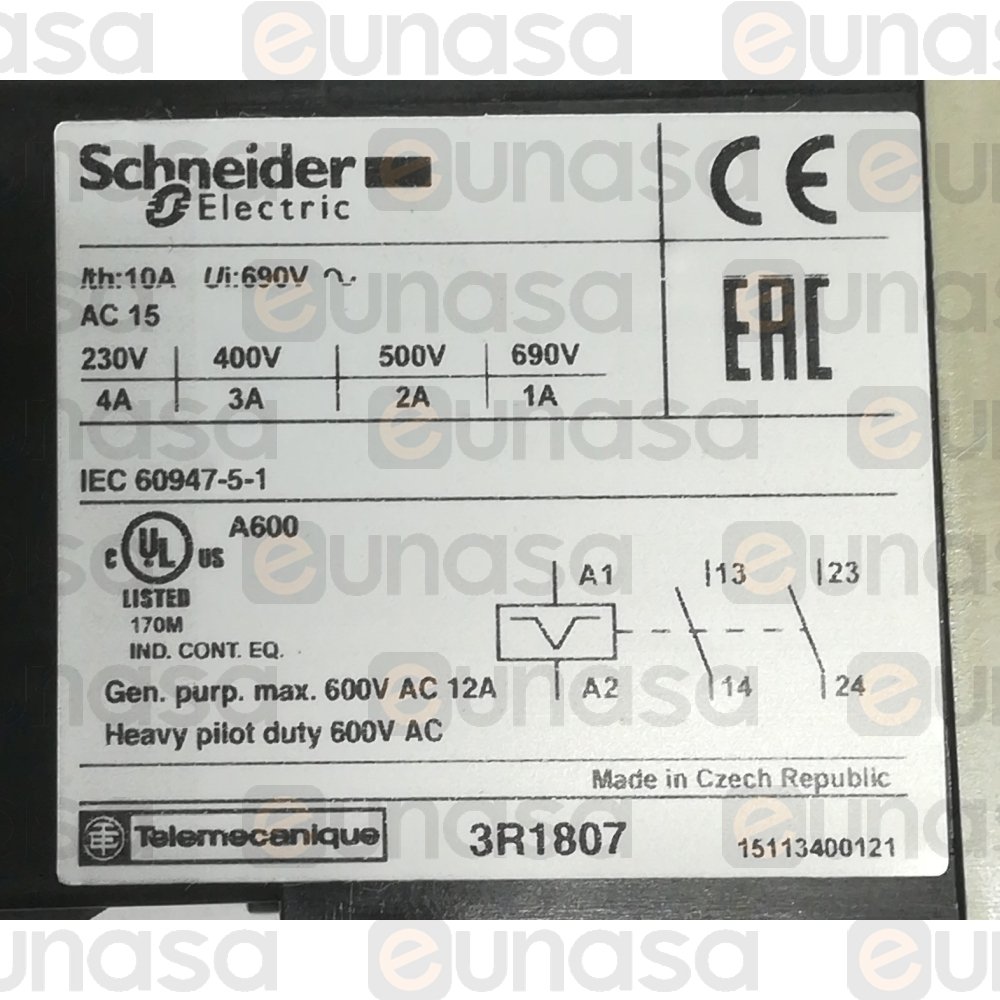 Schneider
Electric
CE
Ith:10A Ui:690V ~
AC 15
230V 400V 500V 690V
4A 3A 2A 1A
EAC
IEC 60947-5-1
c UL us A600
LISTED
170M
IND. CONT. EQ.
A1 13 23
A2 14 24
Gen. purp. max. 600V AC 12A
Heavy pilot duty 600V AC
Made in Czech Republic
Telemecanique 3R1807 15113400121
eunasa